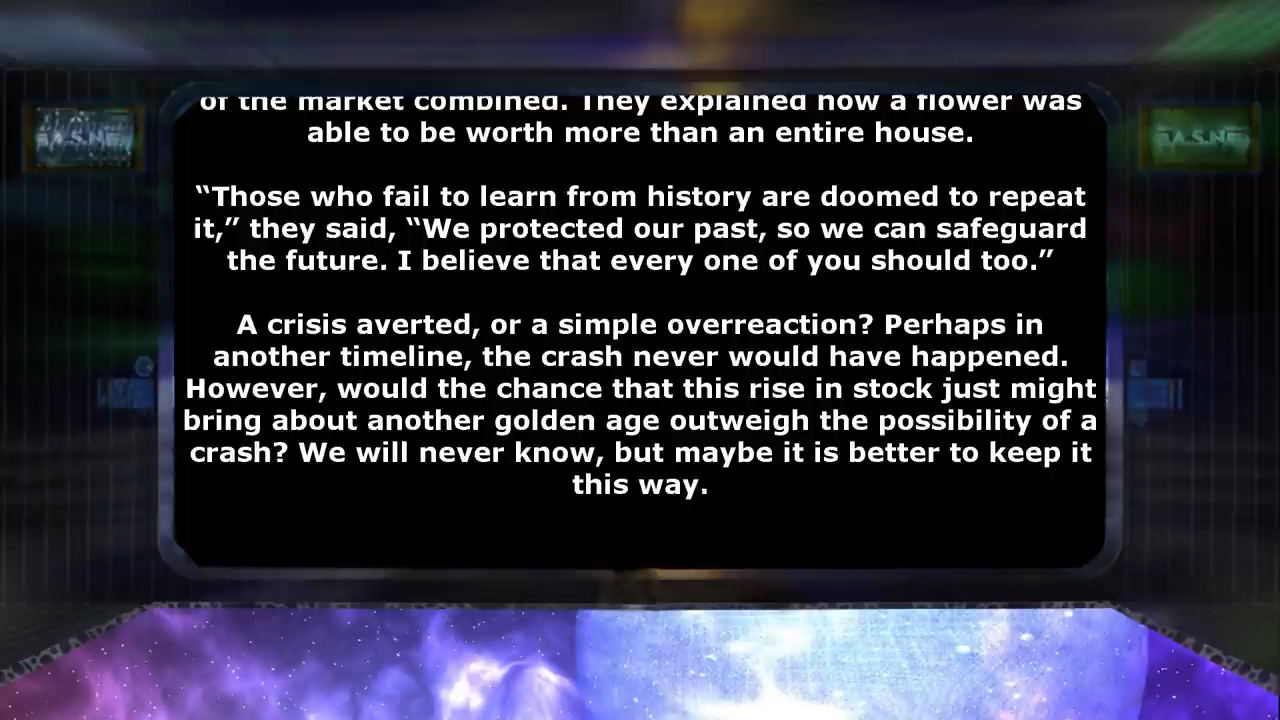 of the market combined. They explained how a flower was
able to be worth more than an entire house.
“Those who fail to learn from history are doomed to repeat
it,” they said, “We protected our past, so we can safeguard
the future. I believe that every one of you should too.”
A crisis averted, or a simple overreaction? Perhaps in
another timeline, the crash never would have happened.
However, would the chance that this rise in stock just might
bring about another golden age outweigh the possibility of a
crash? We will never know, but maybe it is better to keep it
this way.